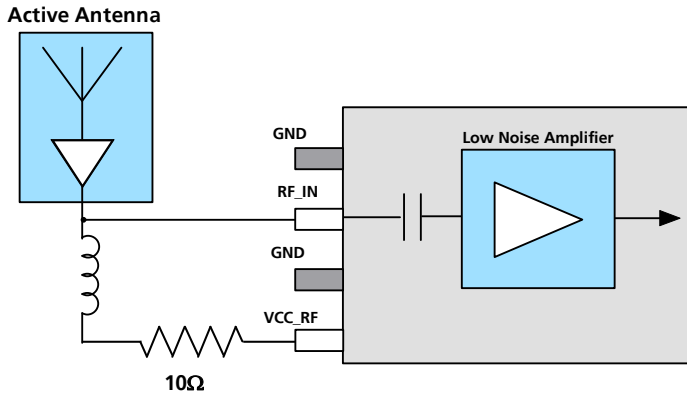 Active Antenna
GND
Low Noise Amplifier
RF_IN
GND
VCC_RF
10Ω